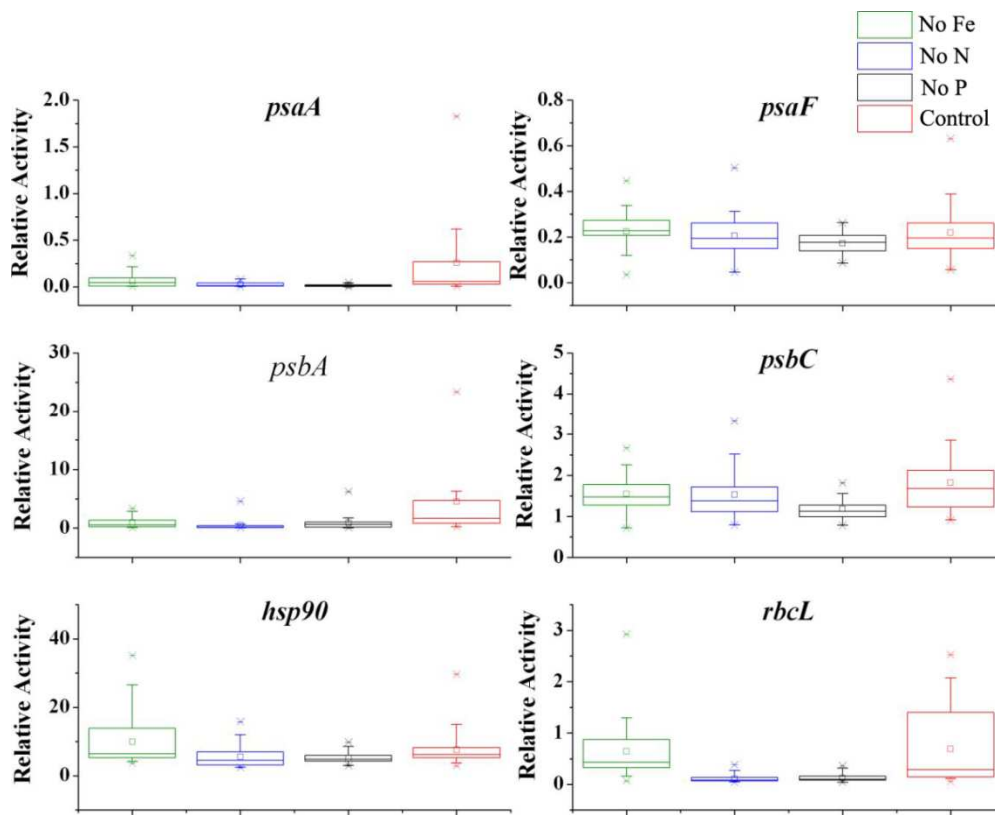 No Fe
No N
No P
Control
psaA
Relative Activity
2.0
1.5
1.0
0.5
0.0
psaF
Relative Activity
0.8
0.6
0.4
0.2
0.0
psbA
Relative Activity
30
20
10
0
psbC
Relative Activity
5
4
3
2
1
0
hsp90
Relative Activity
40
20
0
rbcL
Relative Activity
3
2
1
0